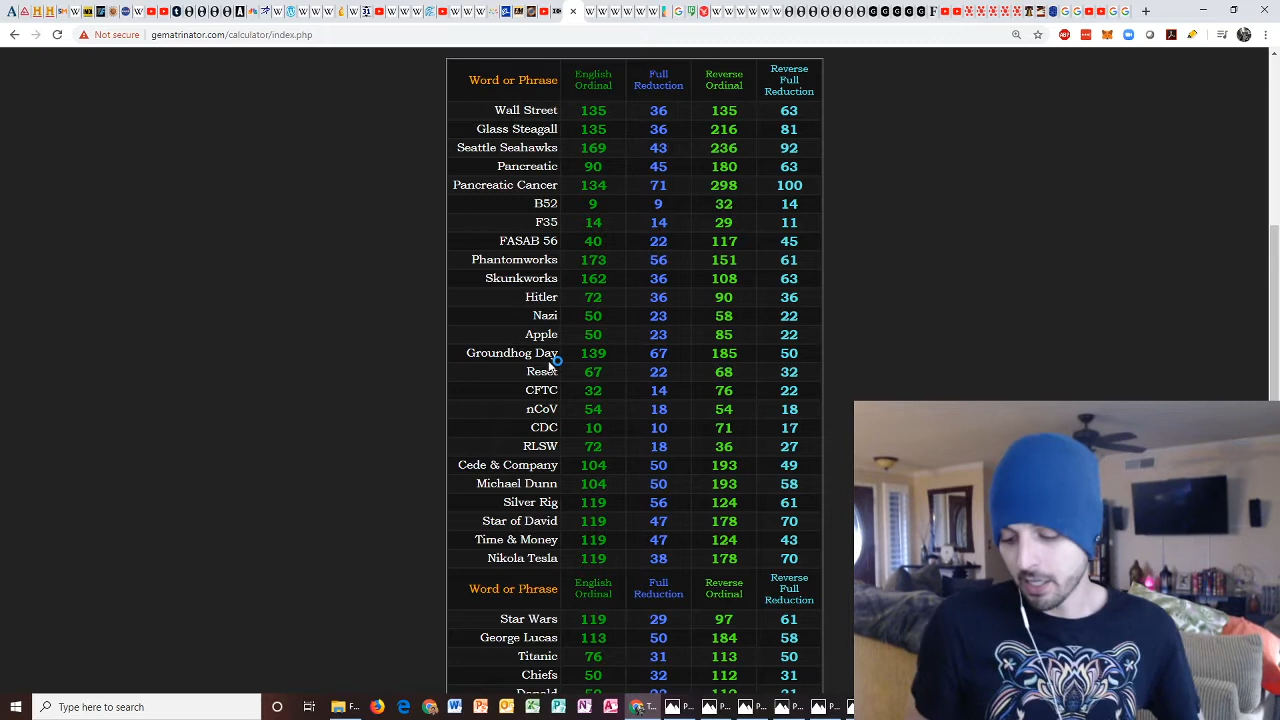 Not secure | gematrinator.com/calculator/index.php
Word or Phrase English Ordinal Full Reduction Reverse Ordinal Reverse Full Reduction
Wall Street 135 36 135 63
Glass Steagall 135 36 216 81
Seattle Seahawks 169 43 236 92
Pancreatic 90 45 180 63
Pancreatic Cancer 134 71 298 100
B52 9 9 32 14
F35 14 14 29 11
FASAB 56 40 22 117 45
Phantomworks 173 56 151 61
Skunkworks 162 36 108 63
Hitler 72 36 90 36
Nazi 50 23 58 22
Apple 50 23 85 22
Groundhog Day 139 67 185 50
Reset 67 22 68 32
CFTC 32 14 76 22
nCoV 54 18 54 18
CDC 10 10 71 17
RLSW 72 18 36 27
Cede & Company 104 50 193 49
Michael Dunn 104 50 193 58
Silver Rig 119 56 124 61
Star of David 119 47 178 70
Time & Money 119 47 124 43
Nikola Tesla 119 38 178 70
Word or Phrase English Ordinal Full Reduction Reverse Ordinal Reverse Full Reduction
Star Wars 119 29 97 61
George Lucas 113 50 184 58
Titanic 76 31 113 50
Chiefs 50 32 112 31
Type here to search